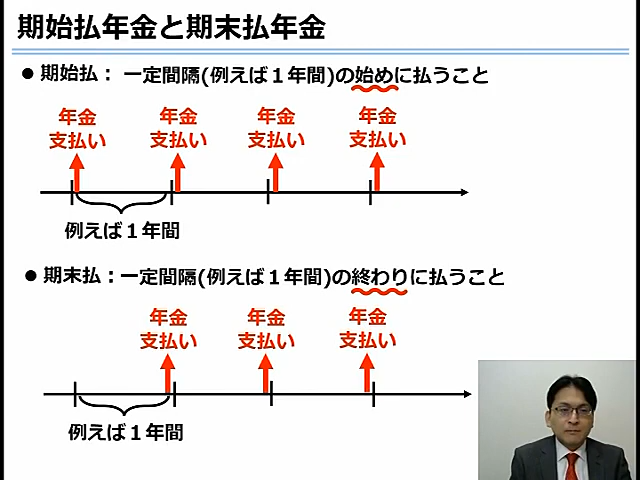 期始払年金と期末払年金
● 期始払： 一定間隔(例えば１年間)の始めに払うこと
年金 年金 年金 年金
支払い 支払い 支払い 支払い
例えば１年間
● 期末払：一定間隔(例えば１年間)の終わりに払うこと
年金 年金 年金
支払い 支払い 支払い
例えば１年間